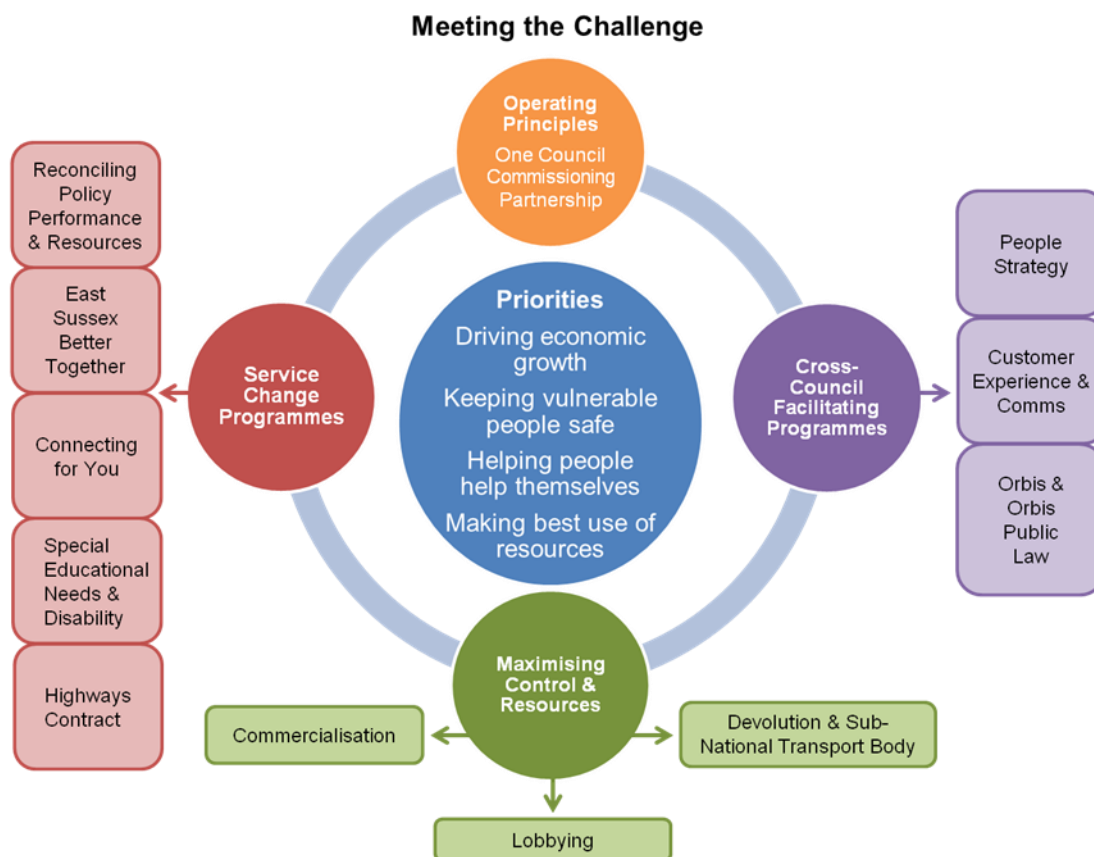 Meeting the Challenge
Operating
Principles
One Council
Commissioning
Partnership
Reconciling
Policy
Performance
& Resources
East
Sussex
Better
Together
Connecting
for You
Special
Educational
Needs &
Disability
Highways
Contract
Service
Change
Programmes
Priorities
Driving economic
growth
Keeping vulnerable
people safe
Helping people
help themselves
Making best use of
resources
Cross-
Council
Facilitating
Programmes
People
Strategy
Customer
Experience &
Comms
Orbis &
Orbis
Public
Law
Maximising
Control &
Resources
Commercialisation
Devolution & Sub-
National Transport Body
Lobbying